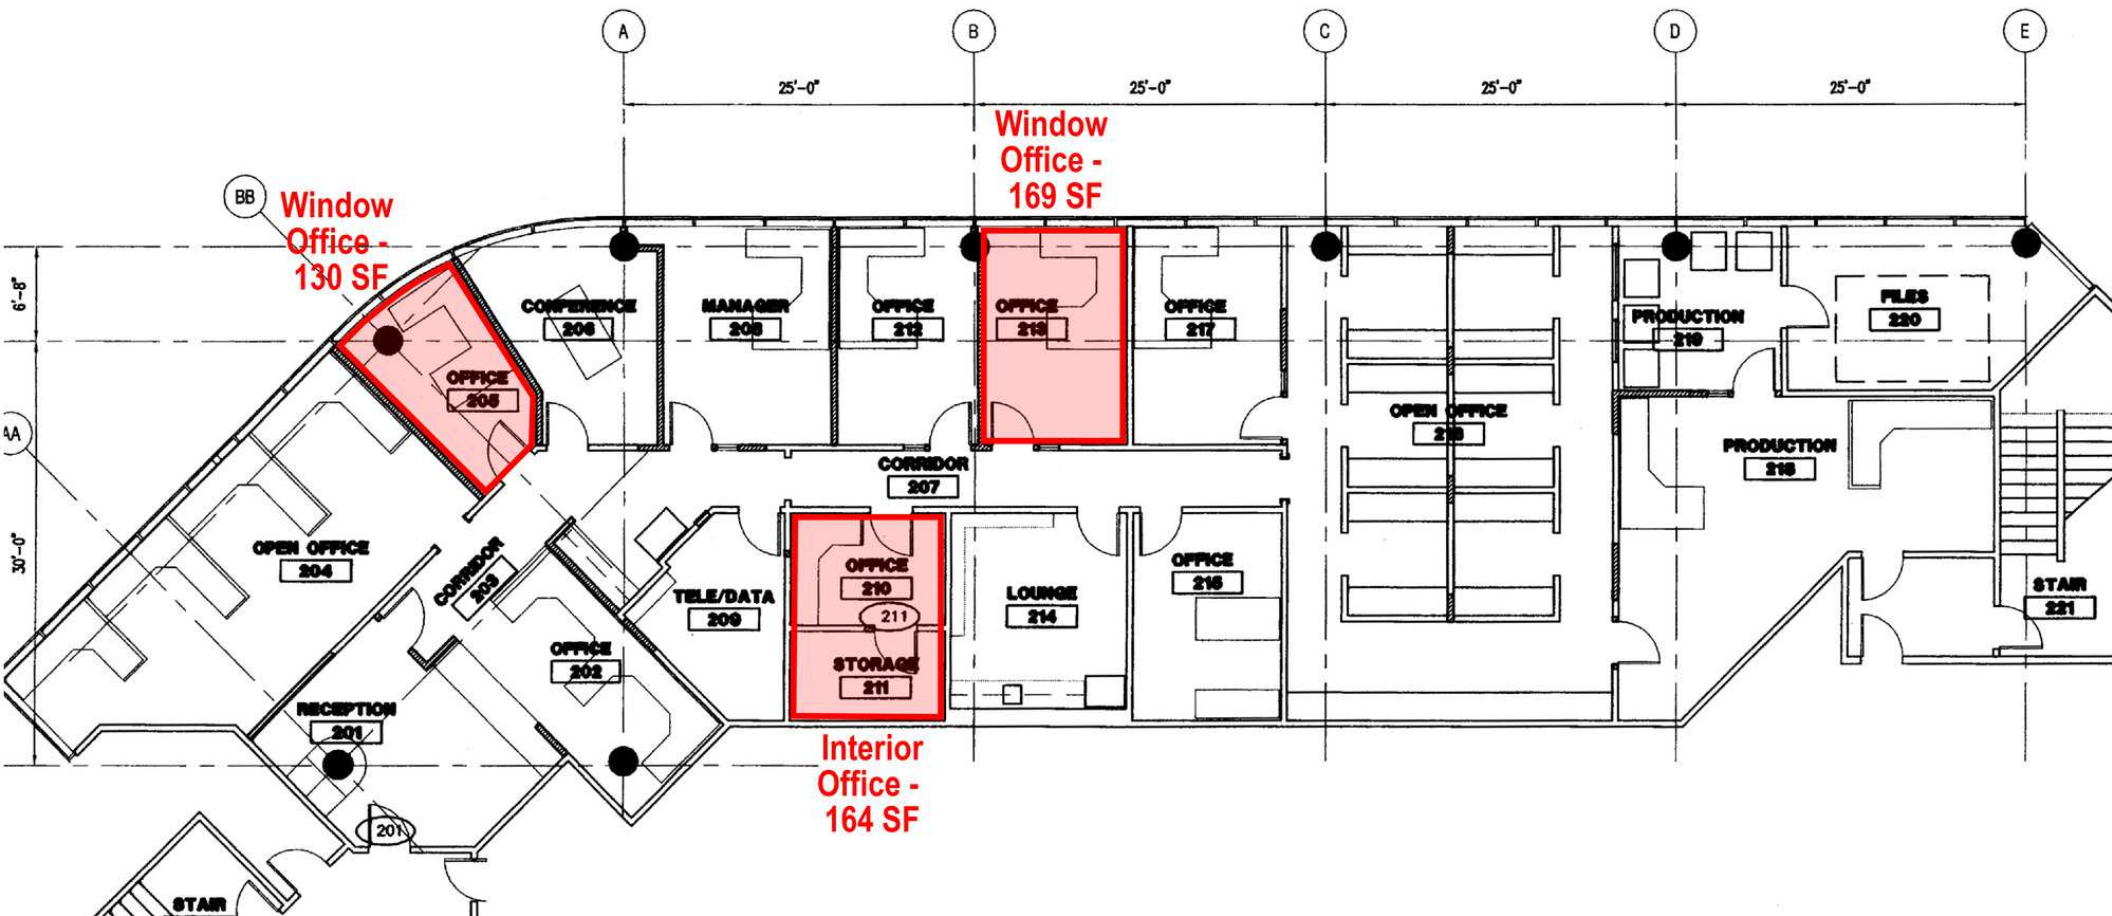 A
B
C
D
E
25'-0"
25'-0"
25'-0"
25'-0"
Window
Office -
169 SF
BB
Window
Office -
130 SF
6'-8"
AA
30'-0"
CONFERENCE
206
MANAGER
208
OFFICE
212
OFFICE
213
OFFICE
217
PRODUCTION
219
FILES
220
OFFICE
205
OPEN OFFICE
PRODUCTION
CORRIDOR
207
OPEN OFFICE
204
CORRIDOR
203
OFFICE
210
211
TELE/DATA
209
LOUNGE
214
OFFICE
STAIR
221
OFFICE
202
STORAGE
211
RECEPTION
201
Interior
Office -
164 SF
201
STAIR